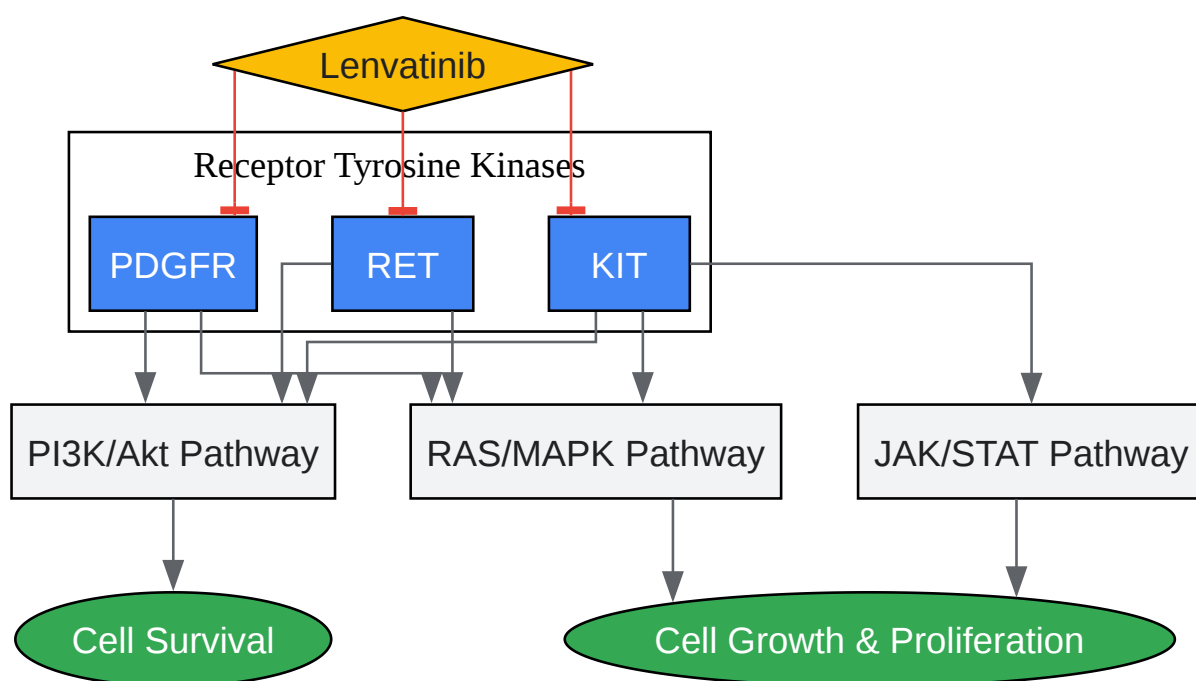 Lenvatinib
Receptor Tyrosine Kinases
PDGFR
RET
KIT
PI3K/Akt Pathway
RAS/MAPK Pathway
JAK/STAT Pathway
Cell Survival
Cell Growth & Proliferation